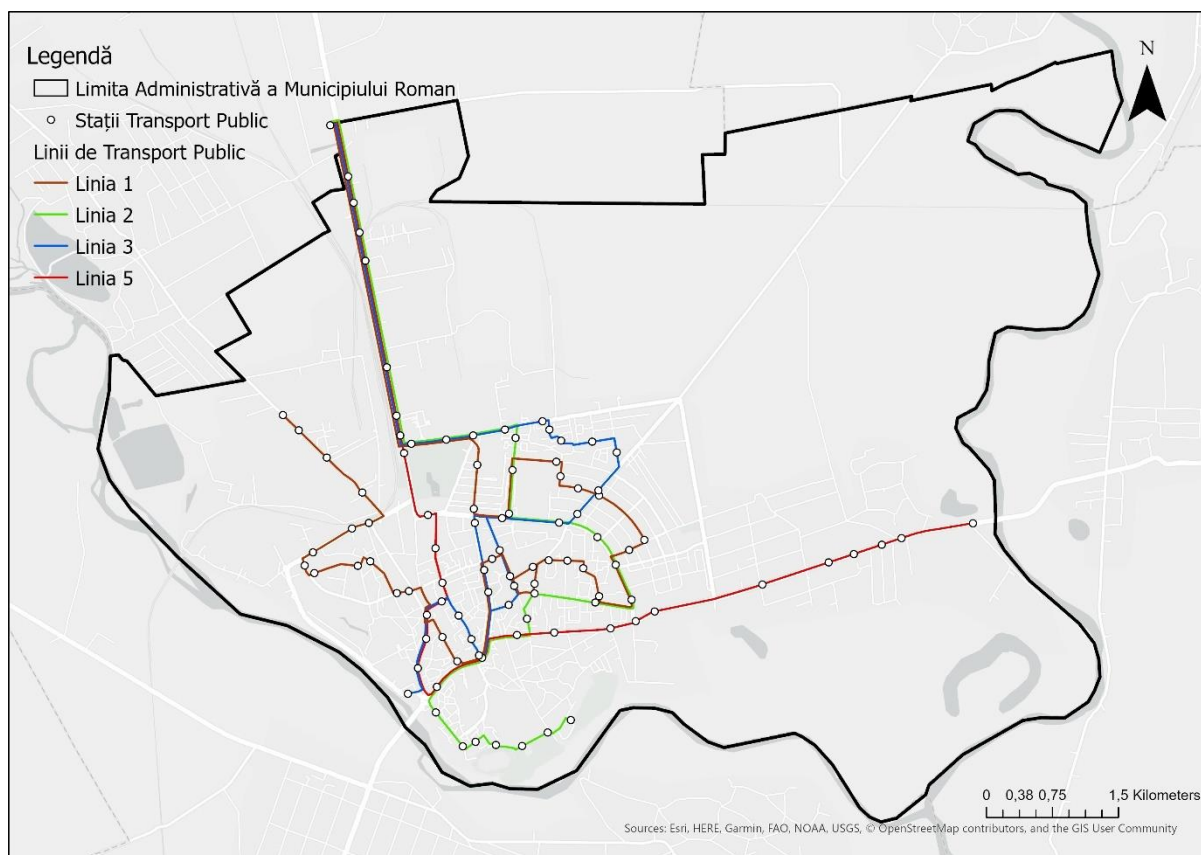 Legendă
Limita Administrativă a Municipiului Roman
Stații Transport Public
Linii de Transport Public
Linia 1
Linia 2
Linia 3
Linia 5
N
0 0,38 0,75 1,5 Kilometers
Sources: Esri, HERE, Garmin, FAO, NOAA, USGS, © OpenStreetMap contributors, and the GIS User Community